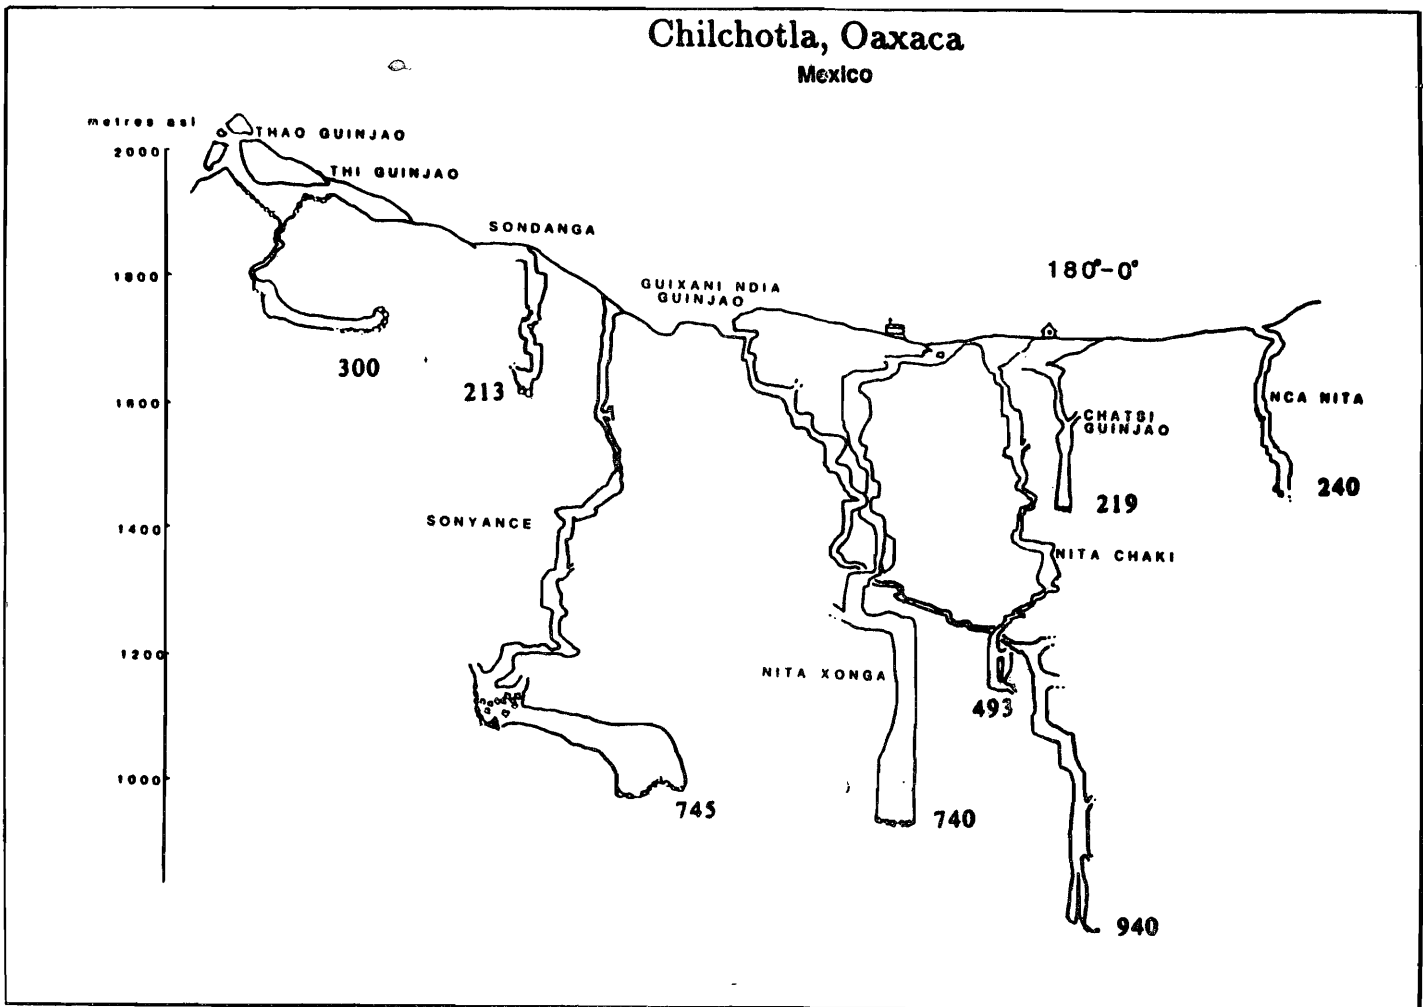 Chilchotla, Oaxaca
Mexico
metres asl
2000
THAO GUINJAO
THI GUINJAO
SONDANGA
180°-0°
1800
GUIXANI NDIA
GUINJAO
300
213
1600
NCA NITA
CHATSI
GUINJAO
240
219
SONYANCE
1400
NITA CHAKI
1200
NITA XONGA
493
1000
745
740
940